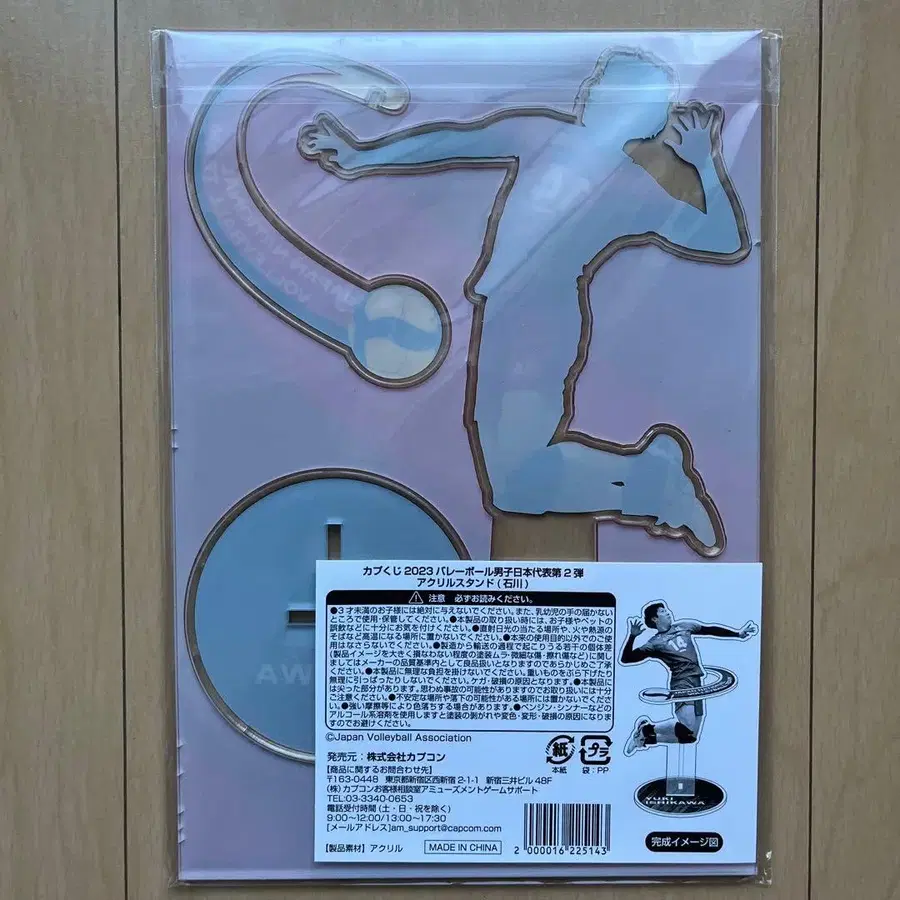 カプくじ 2023 バレーボール男子日本代表第2弾
アクリルスタンド(石川)
注意 必ずお読みください。
●3才未満のお子様には絶対に与えないでください。また、乳幼児の手の届かない
ところで使用・保管してください。●本製品の取り扱い時には、お子様やペットの
誤飲などに十分にお気を付けください。●直射日光の当たる場所や、火や熱源の
そばなど高温になる場所に置かないでください。●本来の使用目的以外でのご使
用はなさらないでください。●製造から輸送の過程で起こりうる若干の個体差
(製品イメージを大きく損なわない程度の塗装ムラ・微細な傷・擦れ傷など)に関し
ましてはメーカーの品質基準内として良品扱いとなりますのであらかじめご了承
ください。●本製品に無理な負担を掛けないでください。重いものをぶら下げたり
無理に引っぱったりしないでください。ケガ・破損の原因となります。●本製品に
は尖った部分があります。思わぬ事故の可能性がありますのでお取り扱いには十分
ご注意ください。●不安定な場所や落下の可能性がある場所には置かないでくださ
い。●強い摩擦等により色落ちする場合があります。●ベンジン・シンナーなどの
アルコール系溶剤を使用しますと塗装の剥がれや変色・変形・破損の原因になりま
すのでお避けください。
©Japan Volleyball Association
発売元:株式会社カプコン
【商品に関するお問合わせ先】
〒163-0448 東京都新宿区西新宿 2-1-1 新宿三井ビル 48F
(株)カプコンお客様相談室アミューズメントゲームサポート
TEL:03-3340-0653
電話受付時間 (土・日・祝を除く)
9:00~12:00/13:00~17:30
[メールアドレス]am_support@capcom.com
【製品素材】アクリル
MADE IN CHINA
紙
本紙
プラ
袋:PP
2 000016 225143
YUKI
ISHIKAWA
完成イメージ図